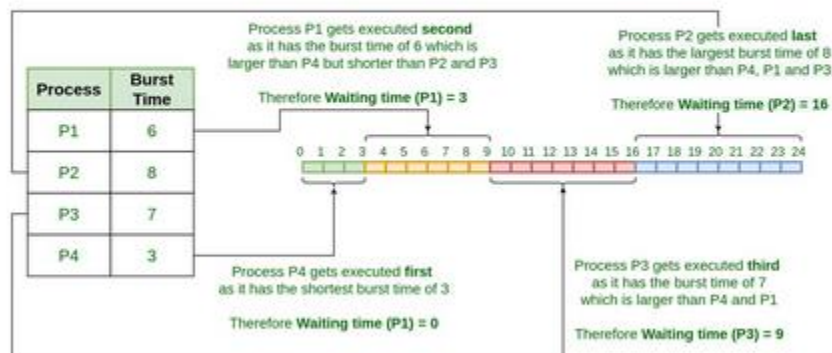 Process P1 gets executed second
as it has the burst time of 6 which is
larger than P4 but shorter than P2 and P3
Therefore Waiting time (P1) = 3
Process P2 gets executed last
as it has the largest burst time of 8
which is larger than P4, P1 and P3
Therefore Waiting time (P2) = 16
Process Burst Time
P1 6
P2 8
P3 7
P4 3
0 1 2 3 4 5 6 7 8 9 10 11 12 13 14 15 16 17 18 19 20 21 22 23 24
Process P4 gets executed first
as it has the shortest burst time of 3
Therefore Waiting time (P1) = 0
Process P3 gets executed third
as it has the burst time of 7
which is larger than P4 and P1
Therefore Waiting time (P3) = 9